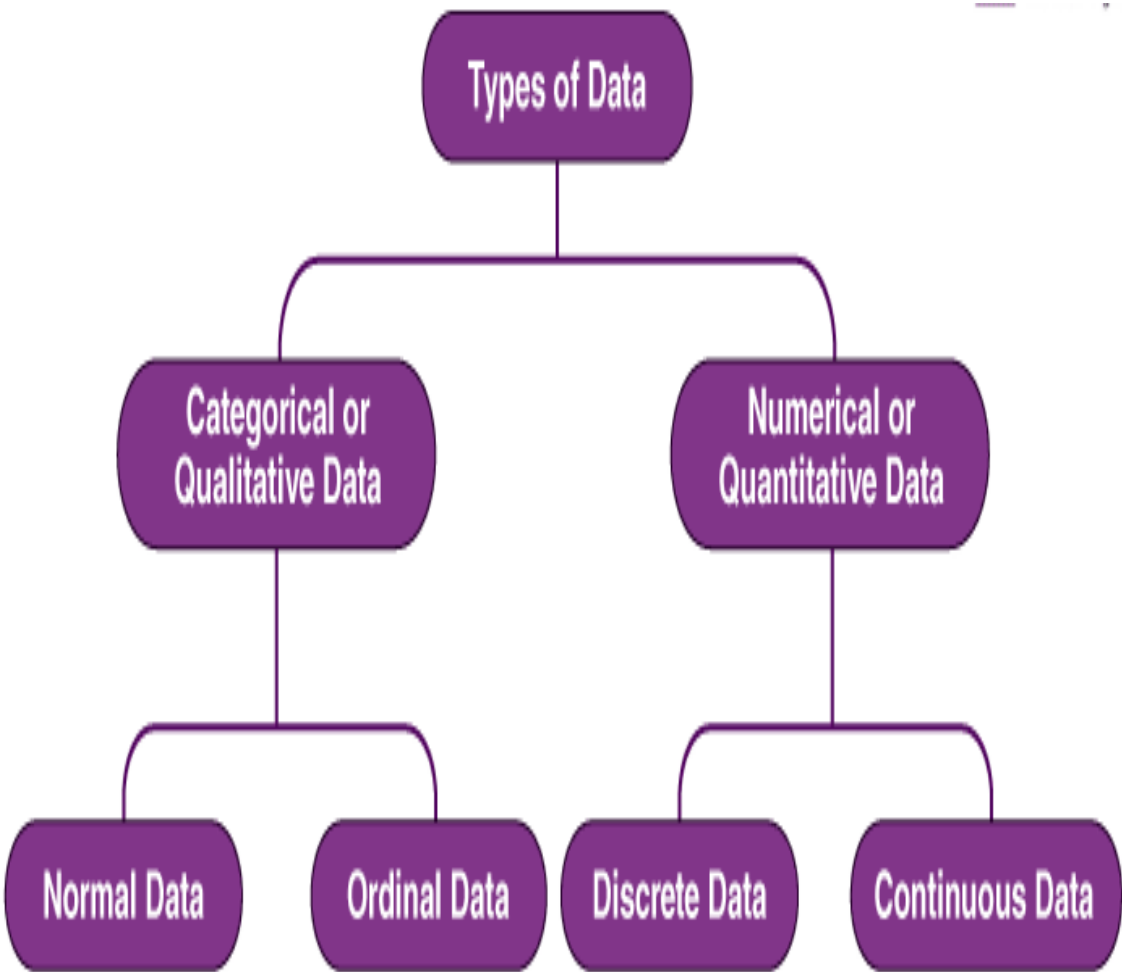 Types of Data
Categorical or
Qualitative Data
Numerical or
Quantitative Data
Normal Data
Ordinal Data
Discrete Data
Continuous Data